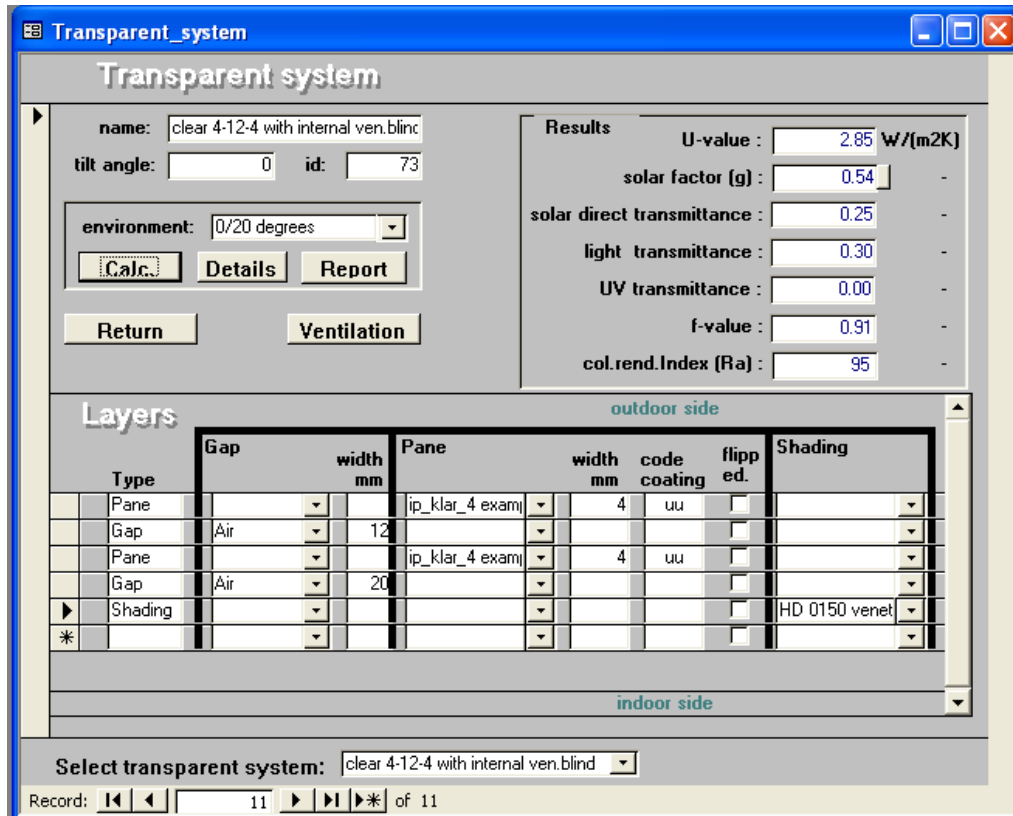 Transparent_system
Transparent system
name: clear 4-12-4 with internal ven.blind
tilt angle: 0 id: 73
environment: 0/20 degrees
Calc. Details Report
Return Ventilation
Results
U-value : 2.85 W/(m2K)
solar factor (g) : 0.54 -
solar direct transmittance : 0.25 -
light transmittance : 0.30 -
UV transmittance : 0.00 -
f-value : 0.91 -
col.rend.Index (Ra) : 95 -
Layers
outdoor side
Type Gap width mm Pane width mm code coating flipp ed. Shading
Pane ip_klar_4 examp 4 uu
Gap Air 12
Pane ip_klar_4 examp 4 uu
Gap Air 20
Shading HD 0150 venet
indoor side
Select transparent system: clear 4-12-4 with internal ven.blind
Record: 11 of 11